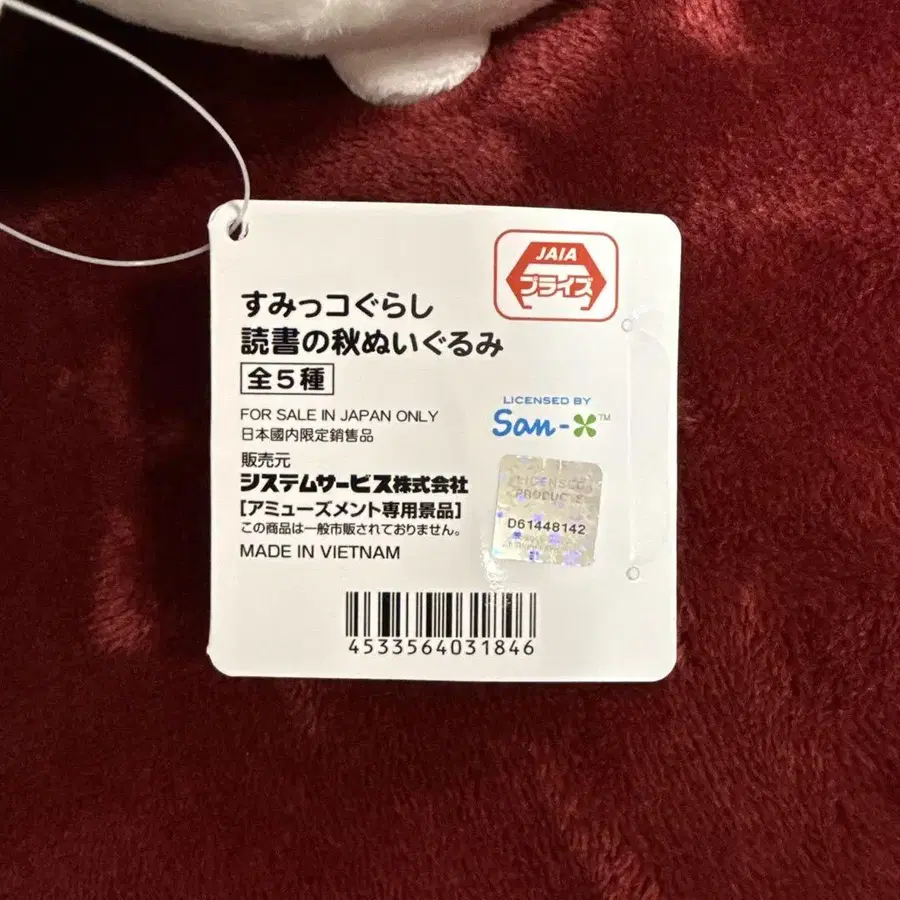 JAIA
プライズ
すみっコぐらし
読書の秋ぬいぐるみ
全5種
FOR SALE IN JAPAN ONLY
日本國内限定銷售品
販売元
システムサービス株式会社
[アミューズメント専用景品]
この商品は一般市販されておりません。
MADE IN VIETNAM
LICENSED BY
San-X™
LICENSED
PRODUCTS
D61448142
4533564031846